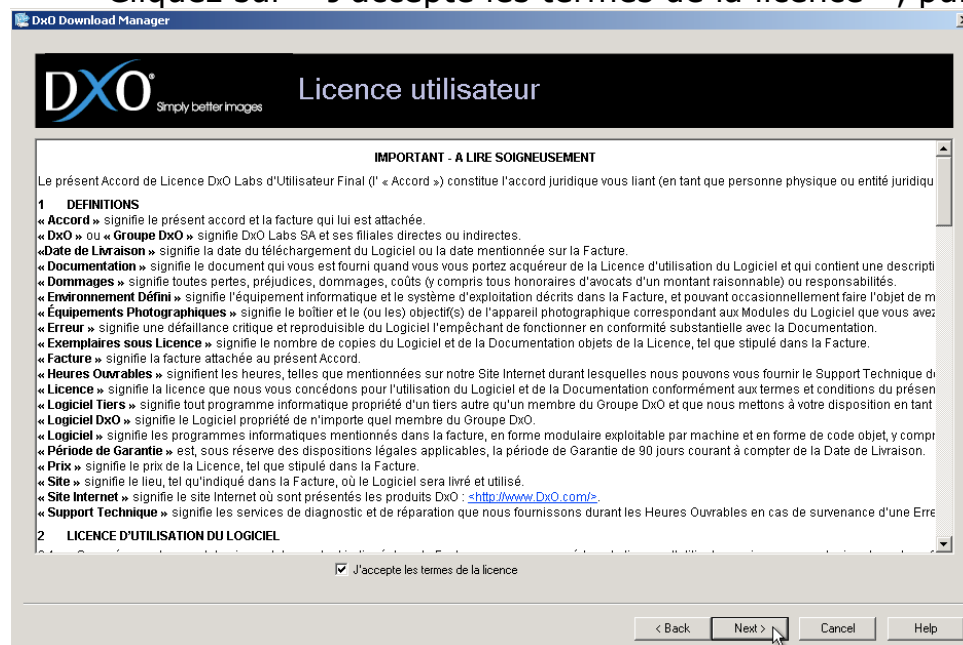 Cliquez sur « J'accepte les termes de la licence », pui
DxO Download Manager
DXO® Simply better images
Licence utilisateur
IMPORTANT - A LIRE SOIGNEUSEMENT
Le présent Accord de Licence DxO Labs d'Utilisateur Final (l' « Accord ») constitue l'accord juridique vous liant (en tant que personne physique ou entité juridiqu
1 DEFINITIONS
« Accord » signifie le présent accord et la facture qui lui est attachée.
« DxO » ou « Groupe DxO » signifie DxO Labs SA et ses filiales directes ou indirectes.
«Date de Livraison » signifie la date du téléchargement du Logiciel ou la date mentionnée sur la Facture.
« Documentation » signifie le document qui vous est fourni quand vous vous portez acquéreur de la Licence d'utilisation du Logiciel et qui contient une descripti
« Dommages » signifie toutes pertes, préjudices, dommages, coûts (y compris tous honoraires d'avocats d'un montant raisonnable) ou responsabilités.
« Environnement Défini » signifie l'équipement informatique et le système d'exploitation décrits dans la Facture, et pouvant occasionnellement faire l'objet de m
« Équipements Photographiques » signifie le boîtier et le (ou les) objectif(s) de l'appareil photographique correspondant aux Modules du Logiciel que vous avez
« Erreur » signifie une défaillance critique et reproduisible du Logiciel l'empêchant de fonctionner en conformité substantielle avec la Documentation.
« Exemplaires sous Licence » signifie le nombre de copies du Logiciel et de la Documentation objets de la Licence, tel que stipulé dans la Facture.
« Facture » signifie la facture attachée au présent Accord.
« Heures Ouvrables » signifient les heures, telles que mentionnées sur notre Site Internet durant lesquelles nous pouvons vous fournir le Support Technique d
« Licence » signifie la licence que nous vous concédons pour l'utilisation du Logiciel et de la Documentation conformément aux termes et conditions du présen
« Logiciel Tiers » signifie tout programme informatique propriété d'un tiers autre qu'un membre du Groupe DxO et que nous mettons à votre disposition en tant
« Logiciel DxO » signifie le Logiciel propriété de n'importe quel membre du Groupe DxO.
« Logiciel » signifie les programmes informatiques mentionnés dans la facture, en forme modulaire exploitable par machine et en forme de code objet, y compr
« Période de Garantie » est, sous réserve des dispositions légales applicables, la période de Garantie de 90 jours courant à compter de la Date de Livraison.
« Prix » signifie le prix de la Licence, tel que stipulé dans la Facture.
« Site » signifie le lieu, tel qu'indiqué dans la Facture, où le Logiciel sera livré et utilisé.
« Site Internet » signifie le site Internet où sont présentés les produits DxO : <http://www.DxO.com/>.
« Support Technique » signifie les services de diagnostic et de réparation que nous fournissons durant les Heures Ouvrables en cas de survenance d'une Erre
2 LICENCE D'UTILISATION DU LOGICIEL
J'accepte les termes de la licence
< Back Next > Cancel Help